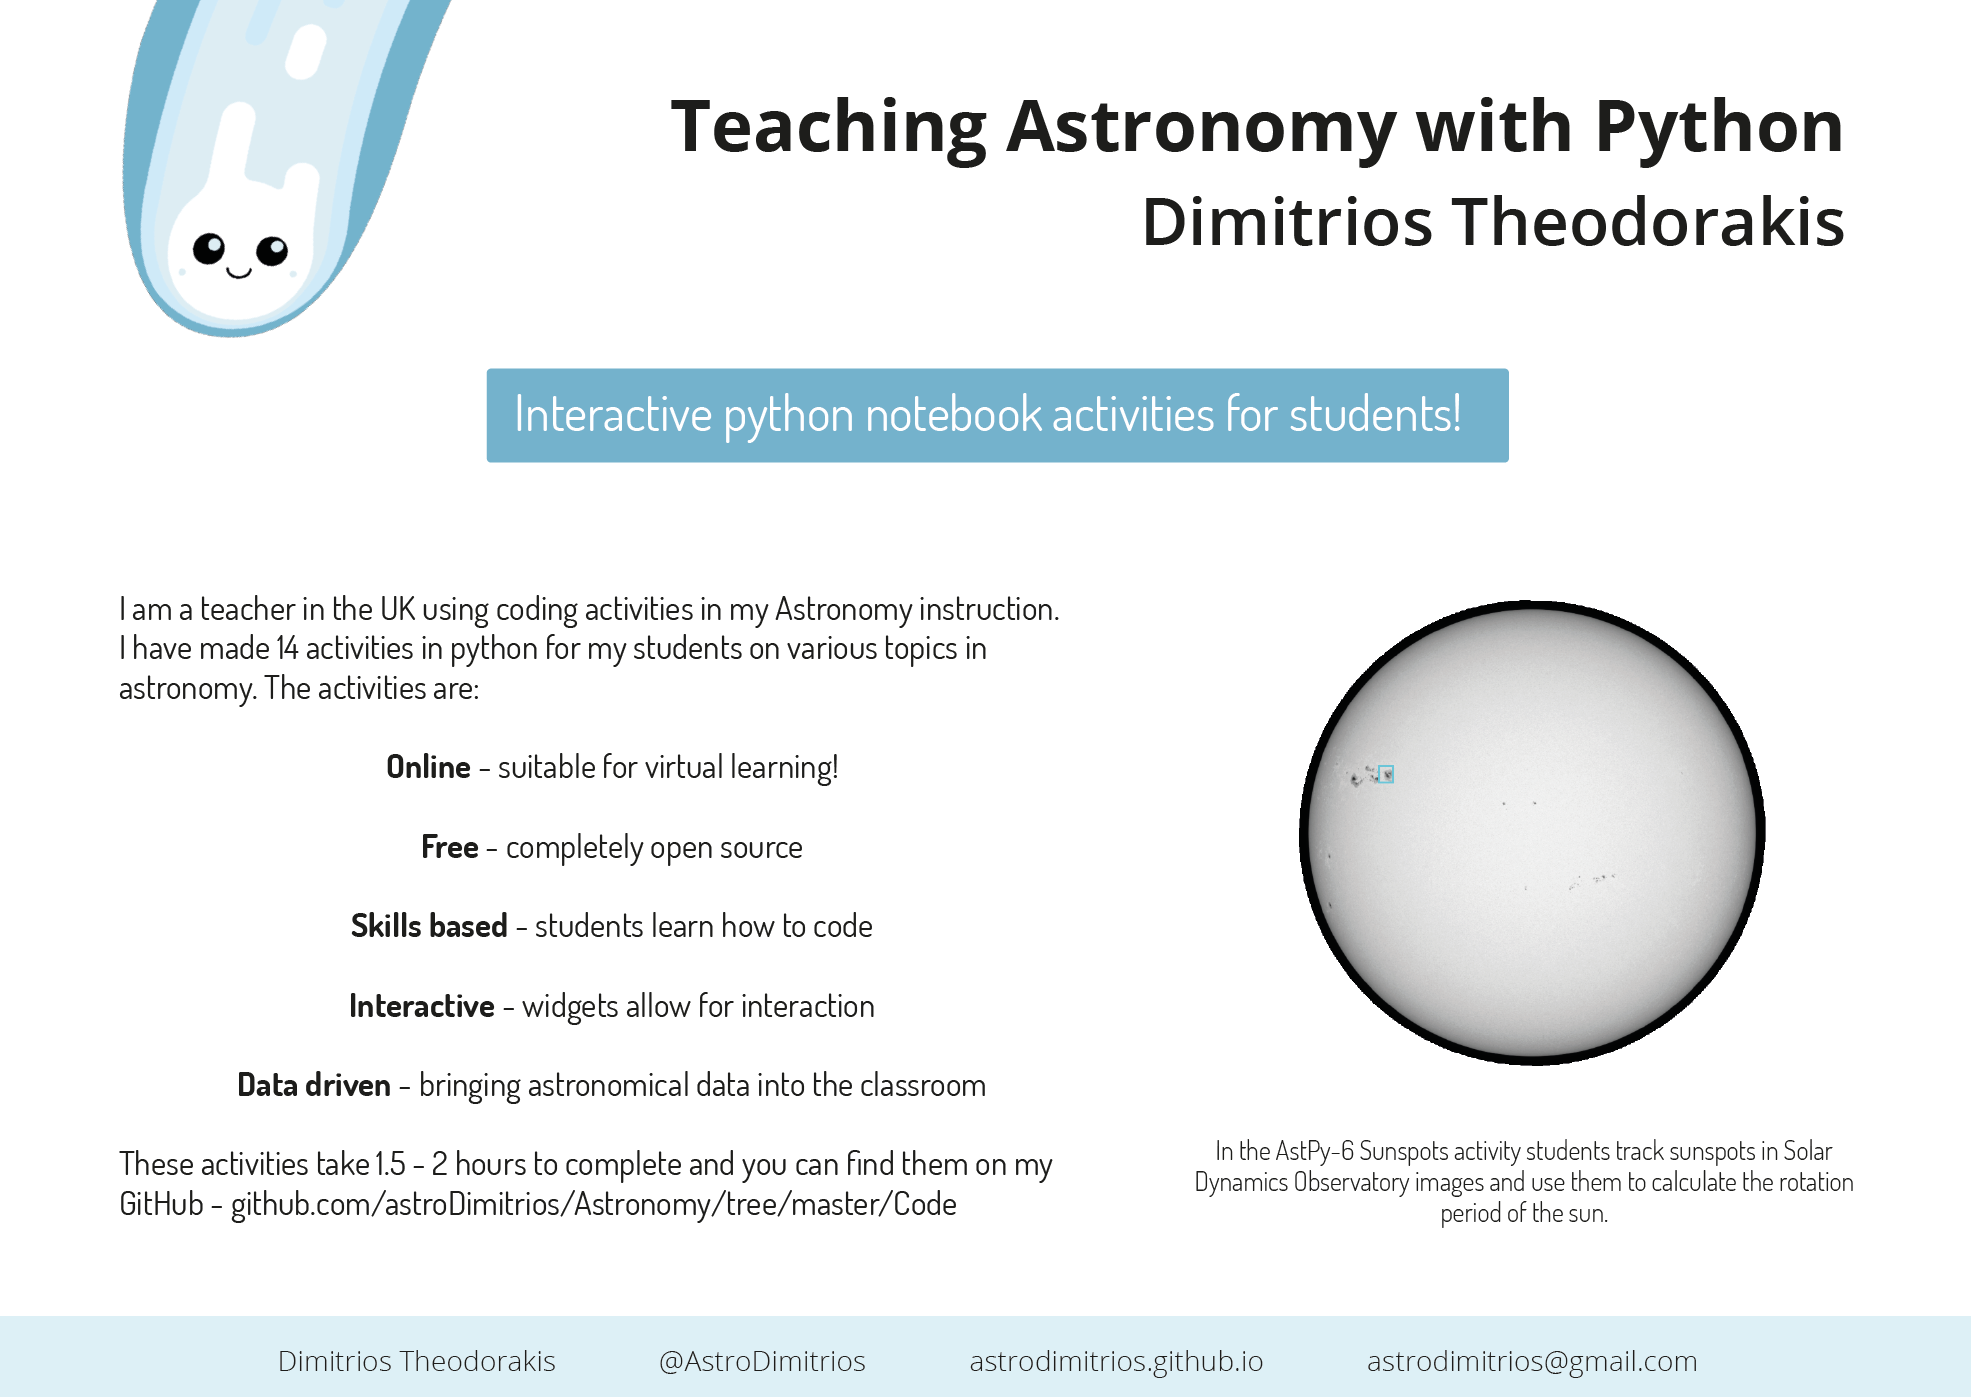 Teaching Astronomy with Python
Dimitrios Theodorakis
Interactive python notebook activities for students!
I am a teacher in the UK using coding activities in my Astronomy instruction.
I have made 14 activities in python for my students on various topics in
astronomy. The activities are:
Online - suitable for virtual learning!
Free - completely open source
Skills based - students learn how to code
Interactive - widgets allow for interaction
Data driven - bringing astronomical data into the classroom
These activities take 1.5 - 2 hours to complete and you can find them on my
GitHub - github.com/astroDimitrios/Astronomy/tree/master/Code
In the AstPy-6 Sunspots activity students track sunspots in Solar
Dynamics Observatory images and use them to calculate the rotation
period of the sun.
Dimitrios Theodorakis @AstroDimitrios astrodimitrios.github.io astrodimitrios@gmail.com